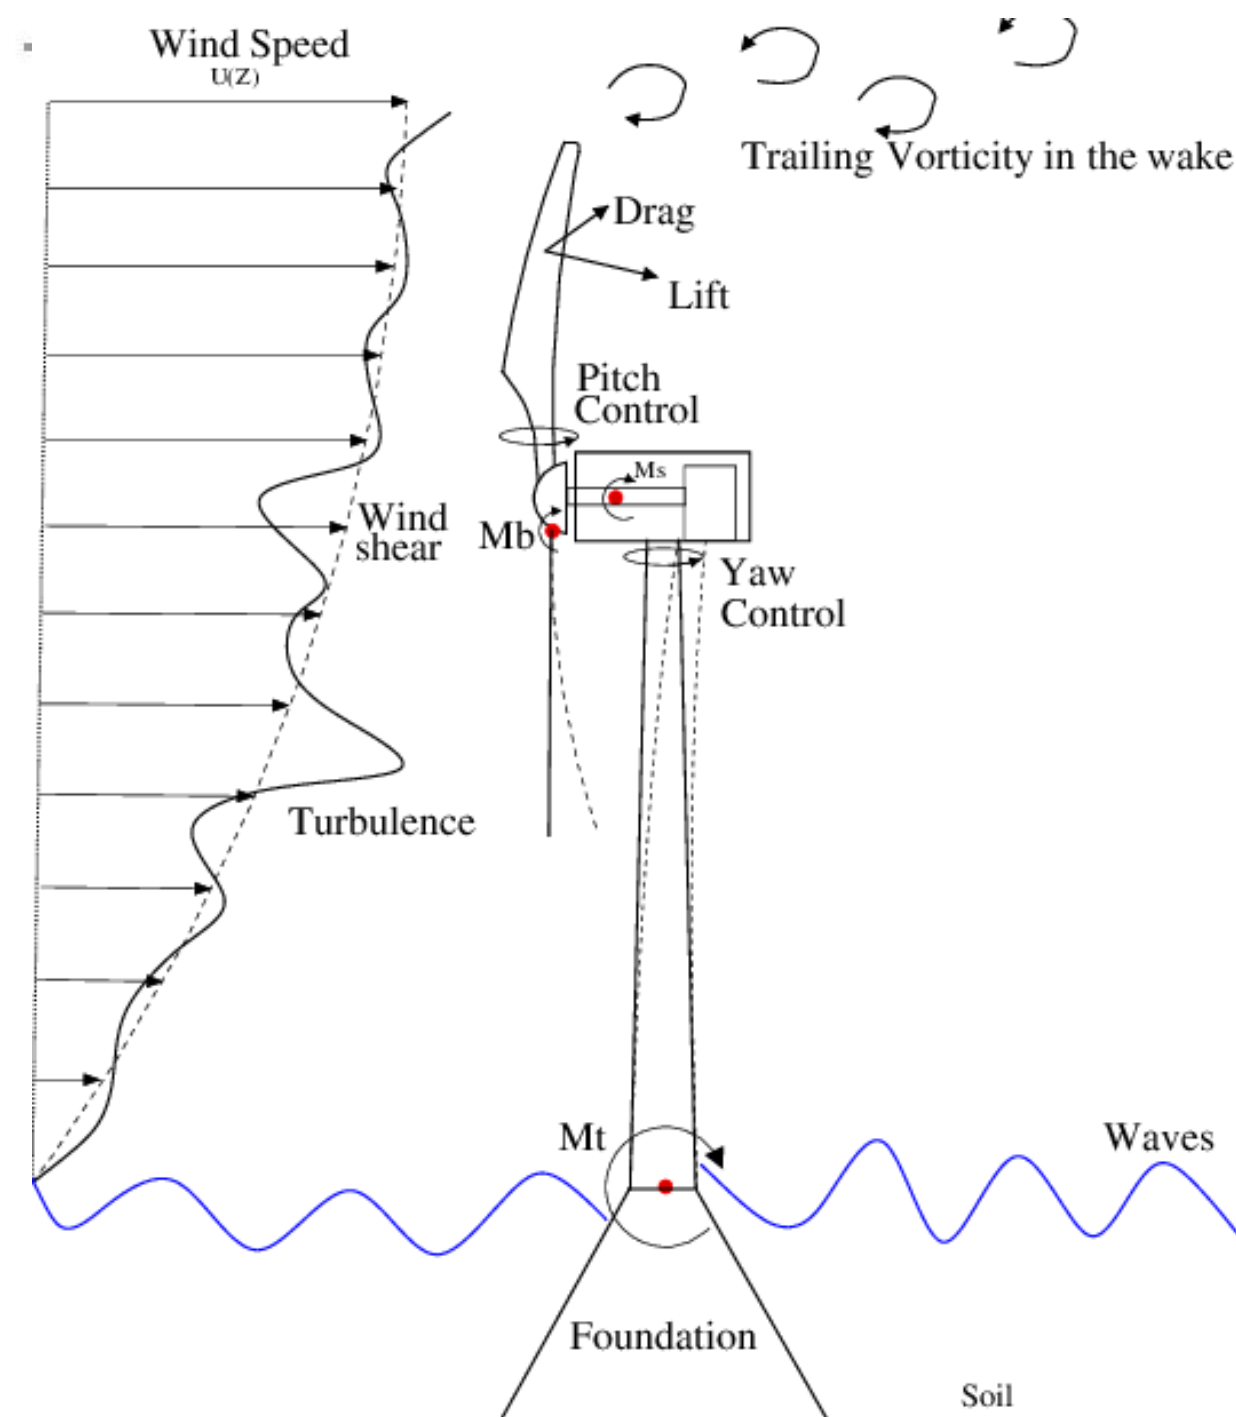 Wind Speed
U(Z)
Trailing Vorticity in the wake
Drag
Lift
Pitch
Control
Ms
Wind
shear
Mb
Yaw
Control
Turbulence
Mt
Waves
Foundation
Soil